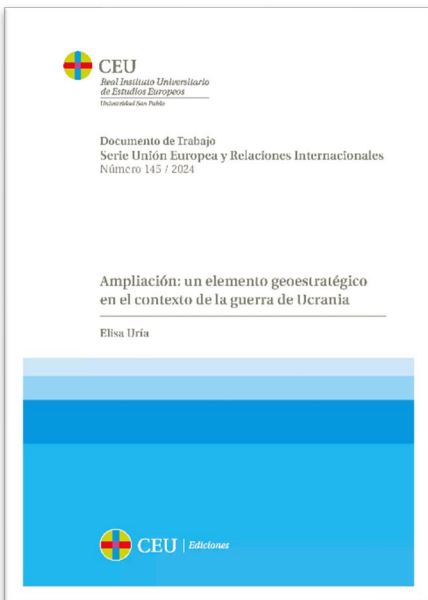 CEU
Real Instituto Universitario
de Estudios Europeos
Universidad San Pablo
Documento de Trabajo
Serie Unión Europea y Relaciones Internacionales
Número 145 / 2024
Ampliación: un elemento geoestratégico
en el contexto de la guerra de Ucrania
Elisa Uría
CEU | Ediciones